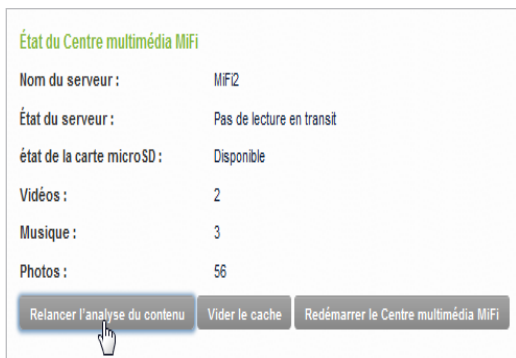 État du Centre multimédia MiFi
Nom du serveur : MiFi2
État du serveur : Pas de lecture en transit
état de la carte microSD : Disponible
Vidéos : 2
Musique : 3
Photos : 56
Relancer l'analyse du contenu Vider le cache Redémarrer le Centre multimédia MiFi